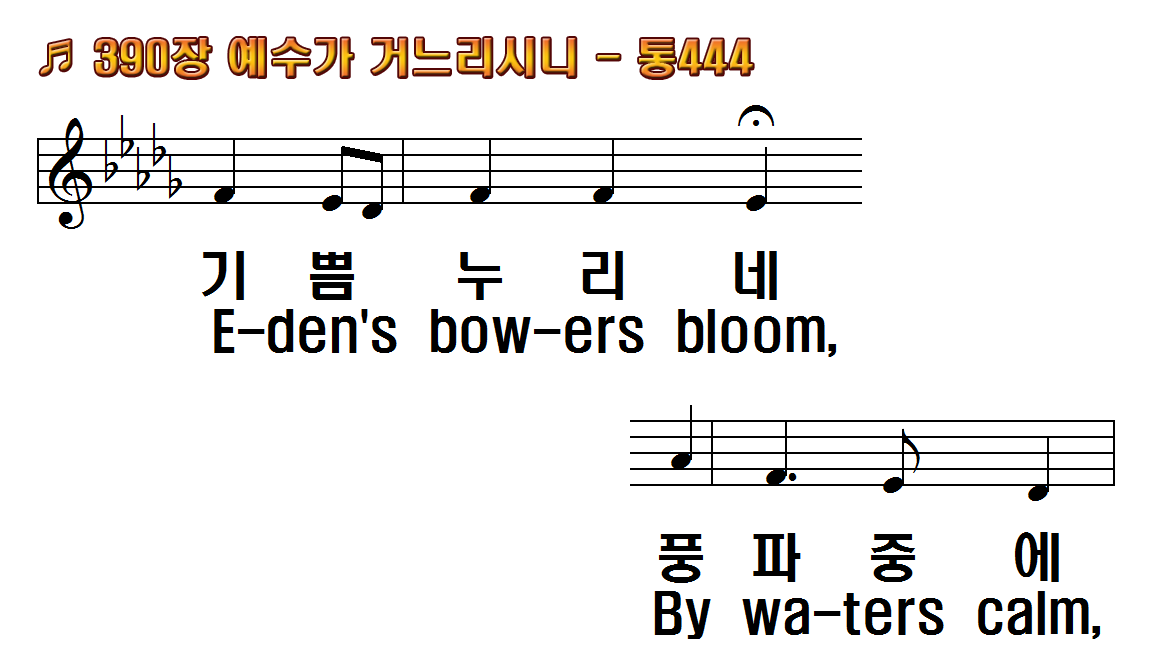 ♬ 390장 예수가 거느리시니 - 통444
기 쁨 누 리 네
E-den's bow-ers bloom,
풍 파 중 에
By wa-ters calm,